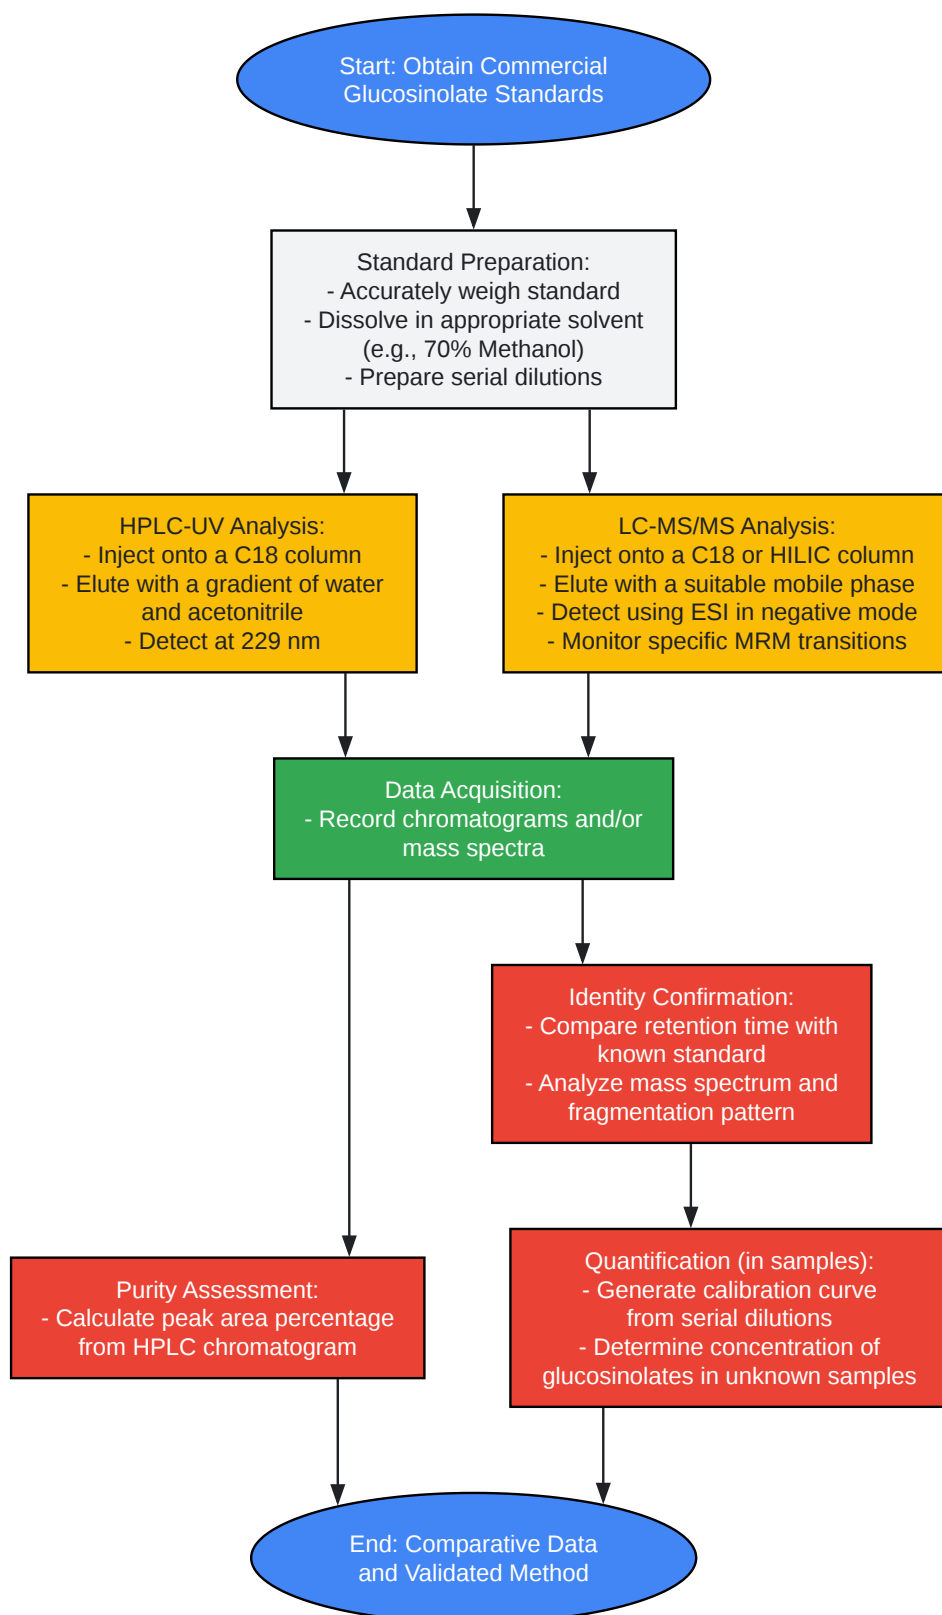 Start: Obtain Commercial
Glucosinolate Standards
Standard Preparation:
- Accurately weigh standard
- Dissolve in appropriate solvent
(e.g., 70% Methanol)
- Prepare serial dilutions
HPLC-UV Analysis:
- Inject onto a C18 column
- Elute with a gradient of water
and acetonitrile
- Detect at 229 nm
LC-MS/MS Analysis:
- Inject onto a C18 or HILIC column
- Elute with a suitable mobile phase
- Detect using ESI in negative mode
- Monitor specific MRM transitions
Data Acquisition:
- Record chromatograms and/or
mass spectra
Identity Confirmation:
- Compare retention time with
known standard
- Analyze mass spectrum and
fragmentation pattern
Purity Assessment:
- Calculate peak area percentage
from HPLC chromatogram
Quantification (in samples):
- Generate calibration curve
from serial dilutions
- Determine concentration of
glucosinolates in unknown samples
End: Comparative Data
and Validated Method